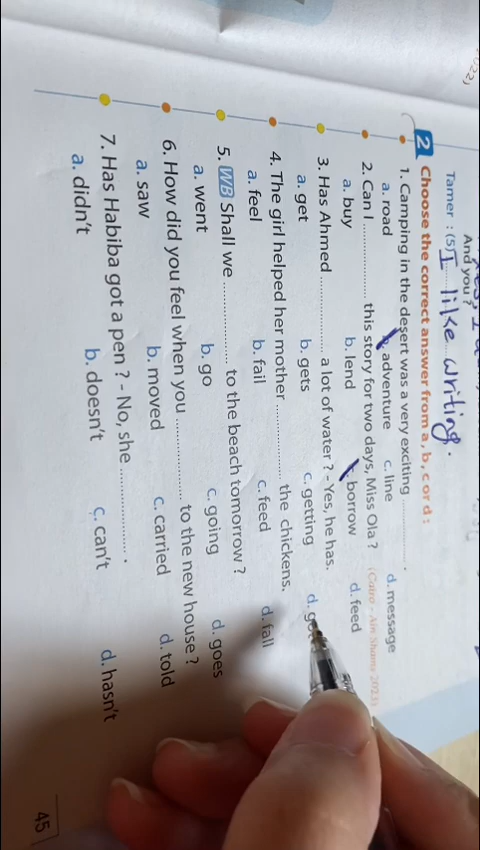 And you?
Tamer : (5) I like writing.
2 Choose the correct answer from a, b, c or d :
1. Camping in the desert was a very exciting ............ .
a. road b. adventure c. line d. message
2. Can I ............ this story for two days, Miss Ola ? (Cairo - Ain Shams 2023)
a. buy b. lend c. borrow d. feed
3. Has Ahmed ............ a lot of water ? - Yes, he has.
a. get b. gets c. getting d.
4. The girl helped her mother ............ the chickens.
a. feel b. fail c. feed d. fall
5. WB Shall we ............ to the beach tomorrow ?
a. went b. go c. going d. goes
6. How did you feel when you ............ to the new house ?
a. saw b. moved c. carried d. told
7. Has Habiba got a pen ? - No, she ............ .
a. didn't b. doesn't c. can't d. hasn't
45